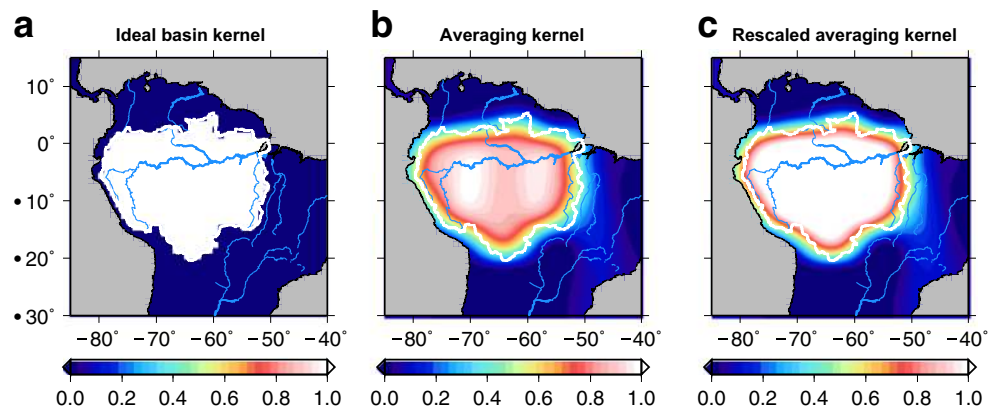 a Ideal basin kernel
b Averaging kernel
c Rescaled averaging kernel
10˚
0˚
• 10˚
• 20˚
• 30˚
−80˚ −70˚ −60˚ −50˚ −40˚
−80˚ −70˚ −60˚ −50˚ −40˚
−80˚ −70˚ −60˚ −50˚ −40˚
0.0 0.2 0.4 0.6 0.8 1.0
0.0 0.2 0.4 0.6 0.8 1.0
0.0 0.2 0.4 0.6 0.8 1.0